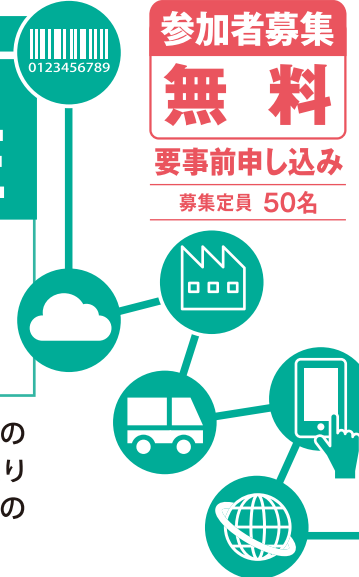 0123456789
参加者募集
無料
要事前申し込み
募集定員 50名
の
り
の